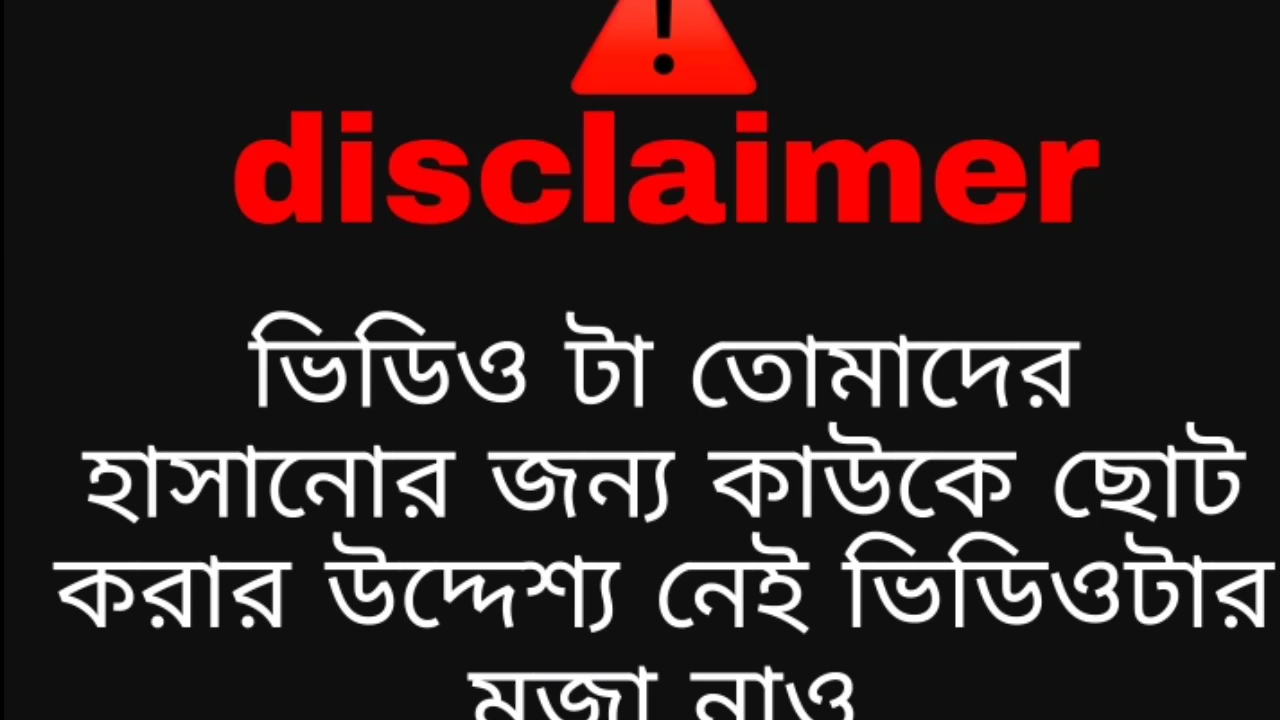 disclaimer
ভিডিও টা তোমাদের
হাসানোর জন্য কাউকে ছোট
করার উদ্দেশ্য নেই ভিডিওটার
মজা নাও